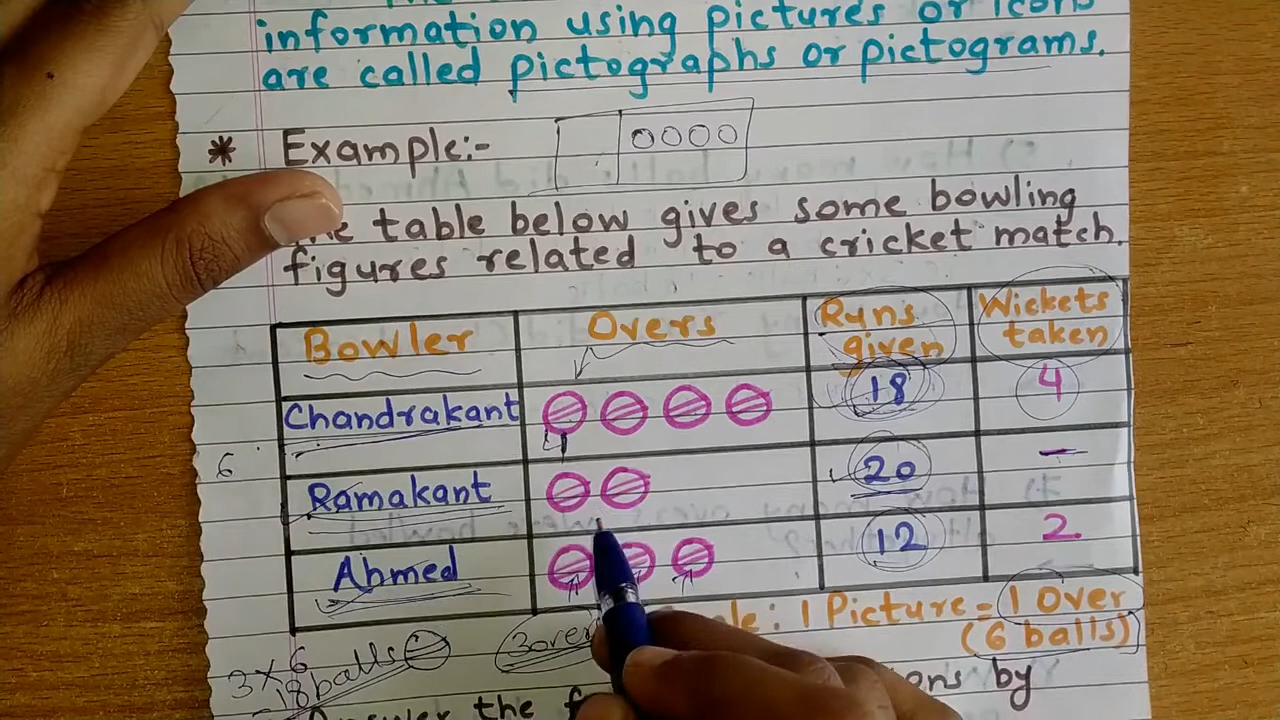 information using pictures or icons
are called pictographs or pictograms.
* Example:-
table below gives some bowling
figures related to a cricket match.
Bowler Overs Runs given Wickets taken
Chandrakant 18 4
6
Ramakant 20 -
Ahmed 12 2.
1 Picture = 1 Over
(6 balls)
3 over
3 x 6
= 18 balls
the
by